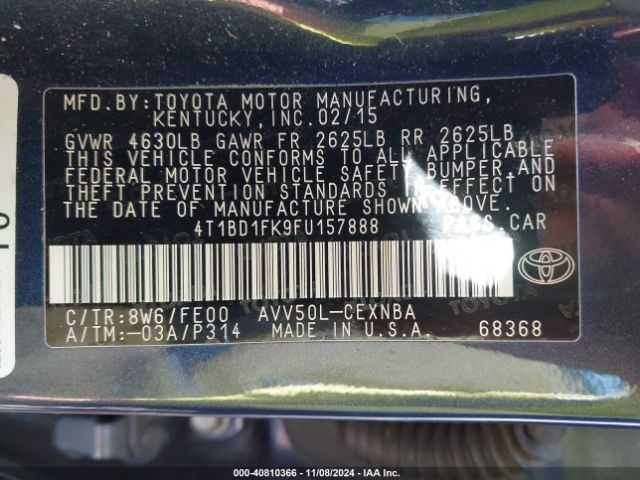 MFD.BY:TOYOTA MOTOR MANUFACTURING,
KENTUCKY,INC.02/15
GVWR 4630LB GAWR FR 2625LB RR 2625LB
THIS VEHICLE CONFORMS TO ALL APPLICABLE
FEDERAL MOTOR VEHICLE SAFETY,BUMPER,AND
THEFT PREVENTION STANDARDS IN EFFECT ON
THE DATE OF MANUFACTURE SHOWN ABOVE.
4T1BD1FK9FU157888 PASS.CAR
C/TR:8W6/FE00 AVV50L-CEXNBA
A/TM:-03A/P314 MADE IN U.S.A. 68368
000-40810366 - 11/08/2024 - IAA Inc.